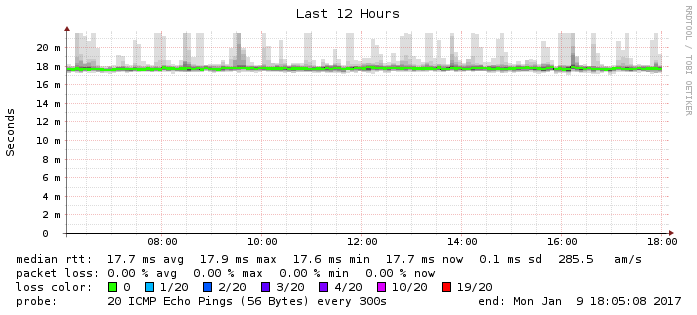 Last 12 Hours
RRDTOOL / TOBI OETIKER
Seconds
20 m
18 m
16 m
14 m
12 m
10 m
8 m
6 m
4 m
2 m
0
08:00 10:00 12:00 14:00 16:00 18:00
median rtt: 17.7 ms avg 17.9 ms max 17.6 ms min 17.7 ms now 0.1 ms sd 285.5 am/s
packet loss: 0.00 % avg 0.00 % max 0.00 % min 0.00 % now
loss color: 0 1/20 2/20 3/20 4/20 10/20 19/20
probe: 20 ICMP Echo Pings (56 Bytes) every 300s end: Mon Jan 9 18:05:08 2017